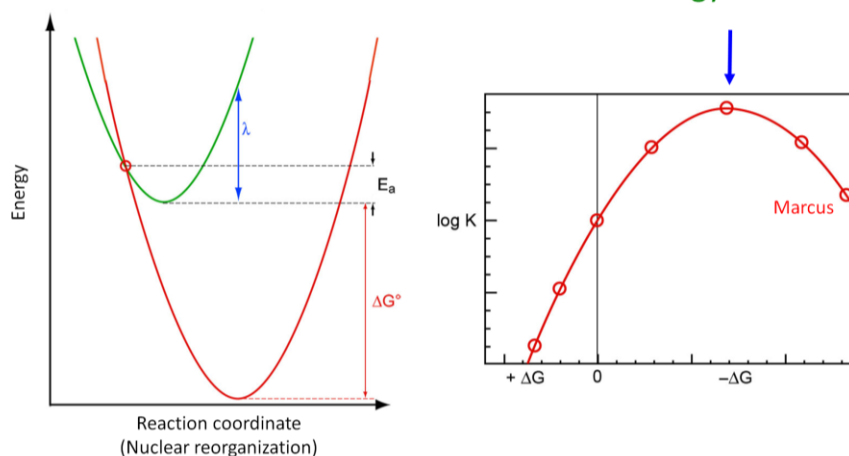 λ
Eₐ
ΔG°
Energy
Reaction coordinate
(Nuclear reorganization)
log K
Marcus
+ ΔG 0 −ΔG